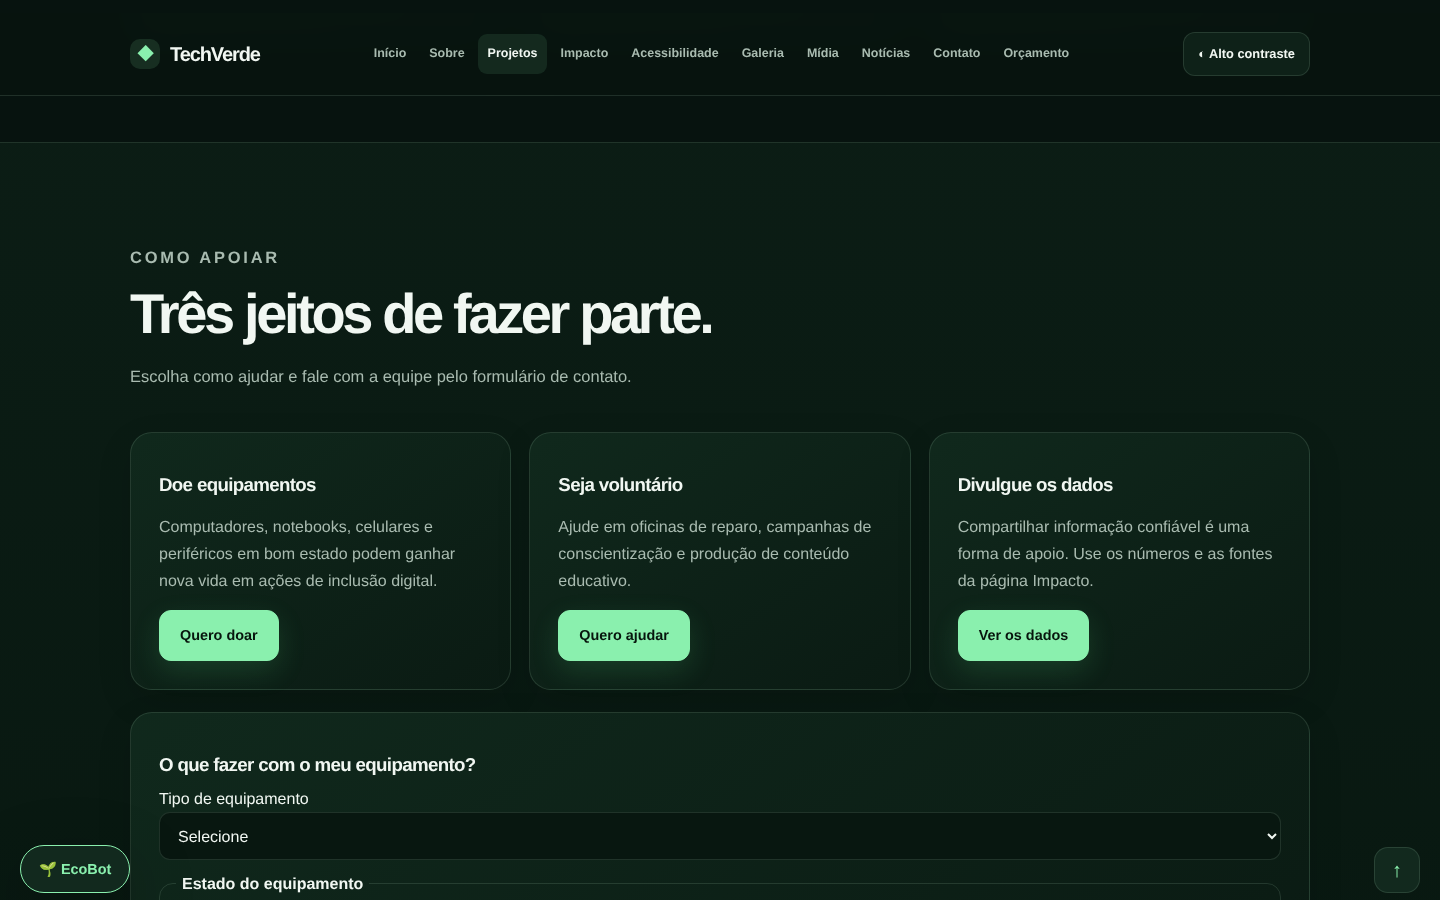 TechVerde
Início
Sobre
Projetos
Impacto
Acessibilidade
Galeria
Mídia
Notícias
Contato
Orçamento
Alto contraste
COMO APOIAR
Três jeitos de fazer parte.
Escolha como ajudar e fale com a equipe pelo formulário de contato.
Doe equipamentos
Computadores, notebooks, celulares e
periféricos em bom estado podem ganhar
nova vida em ações de inclusão digital.
Quero doar
Seja voluntário
Ajude em oficinas de reparo, campanhas de
conscientização e produção de conteúdo
educativo.
Quero ajudar
Divulgue os dados
Compartilhar informação confiável é uma
forma de apoio. Use os números e as fontes
da página Impacto.
Ver os dados
O que fazer com o meu equipamento?
Tipo de equipamento
Selecione
Estado do equipamento
🌱 EcoBot
↑